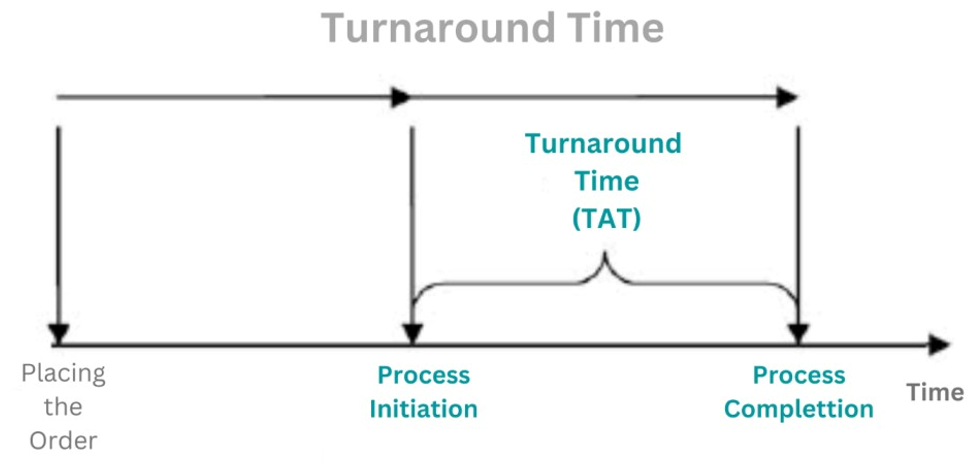 Turnaround Time
Turnaround
Time
(TAT)
Placing
the
Order
Process
Initiation
Process
Complettion
Time